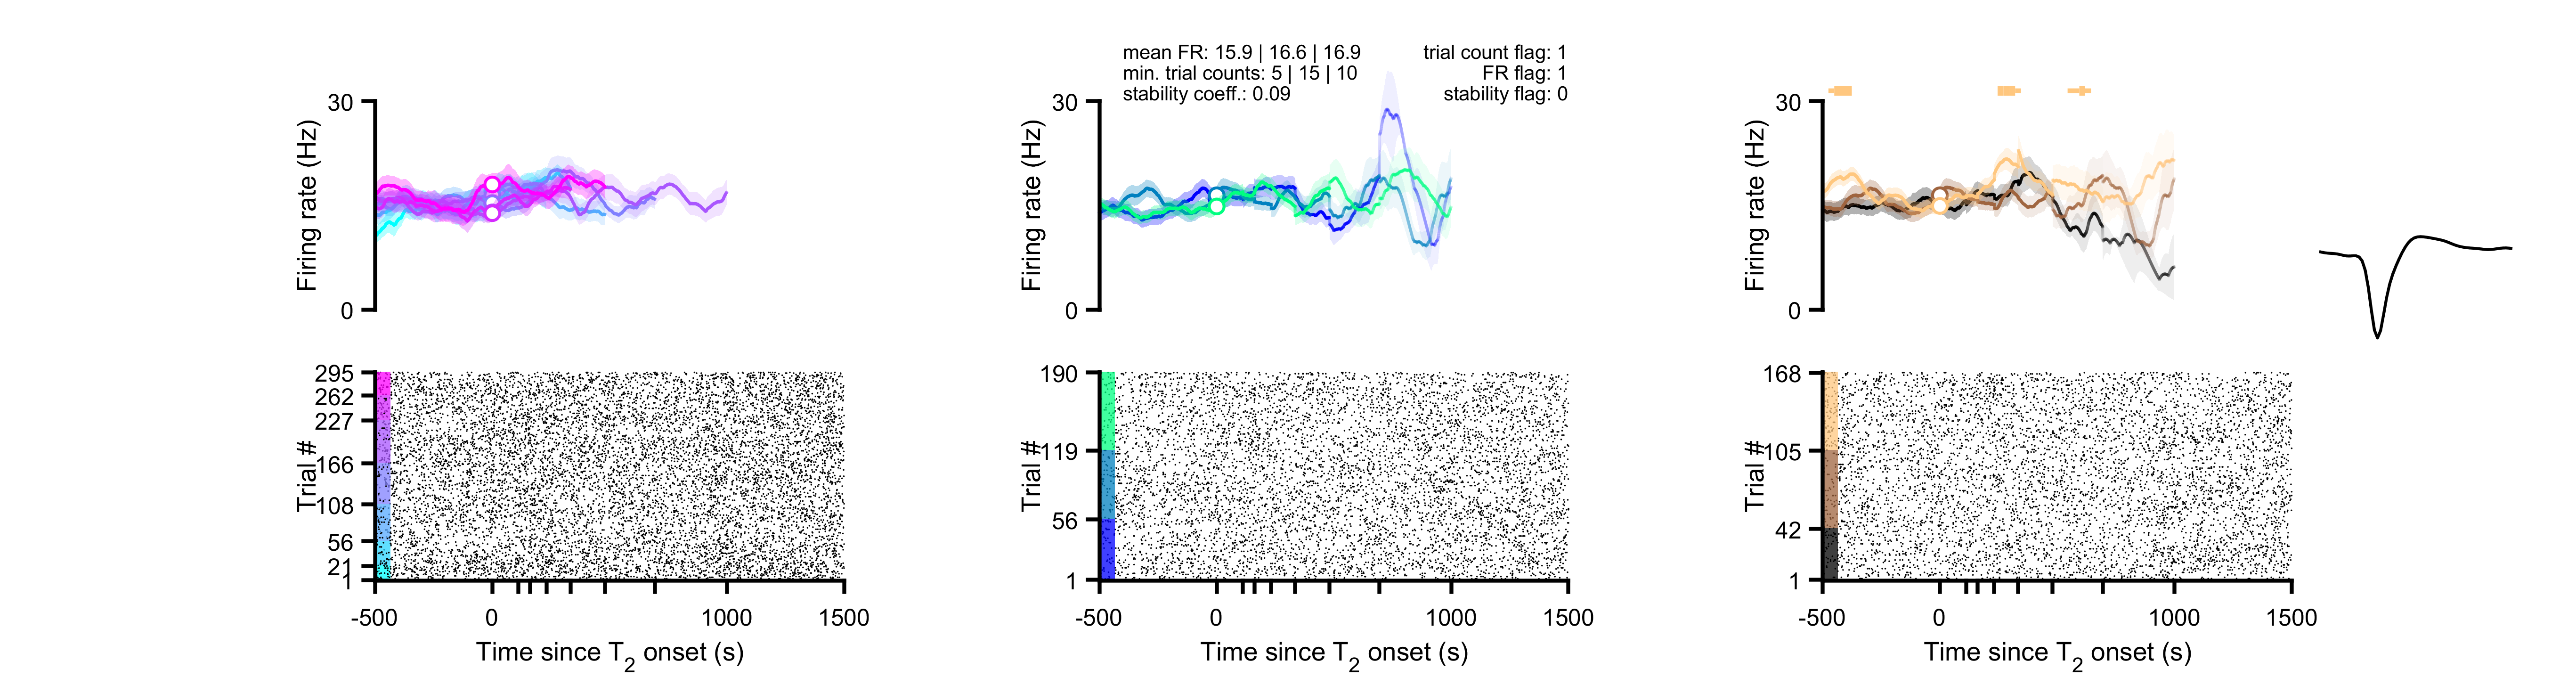 mean FR: 15.9 | 16.6 | 16.9
min. trial counts: 5 | 15 | 10
stability coeff.: 0.09
trial count flag: 1
FR flag: 1
stability flag: 0
30
0
Firing rate (Hz)
295
262
227
166
108
56
21
1
Trial #
-500
0
1000
1500
Time since T2 onset (s)
30
0
Firing rate (Hz)
190
119
56
1
Trial #
-500
0
1000
1500
Time since T2 onset (s)
30
0
Firing rate (Hz)
168
105
42
1
Trial #
-500
0
1000
1500
Time since T2 onset (s)